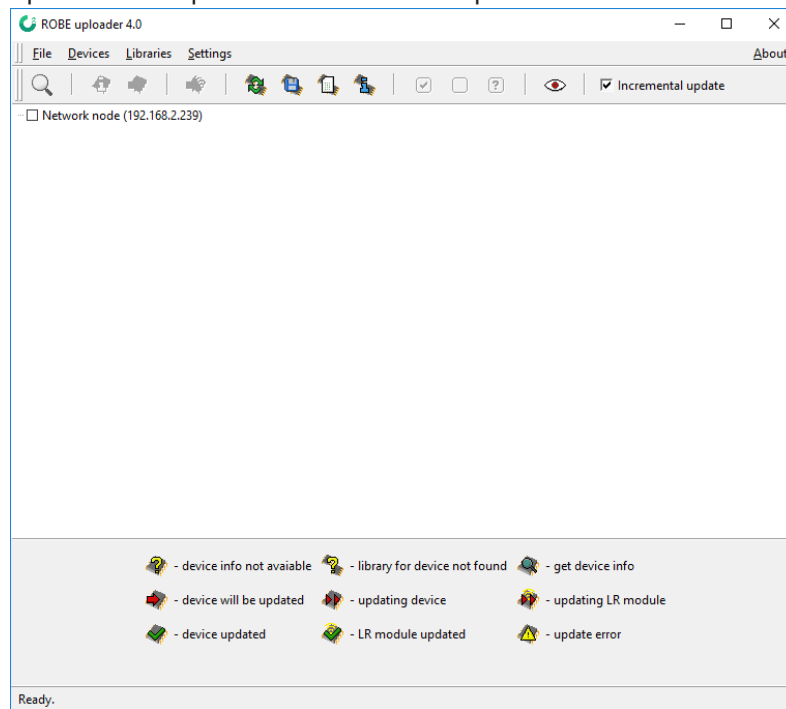 ROBE uploader 4.0
File Devices Libraries Settings About
Incremental update
Network node (192.168.2.239)
- device info not avaiable - library for device not found - get device info
- device will be updated - updating device - updating LR module
- device updated - LR module updated - update error
Ready.